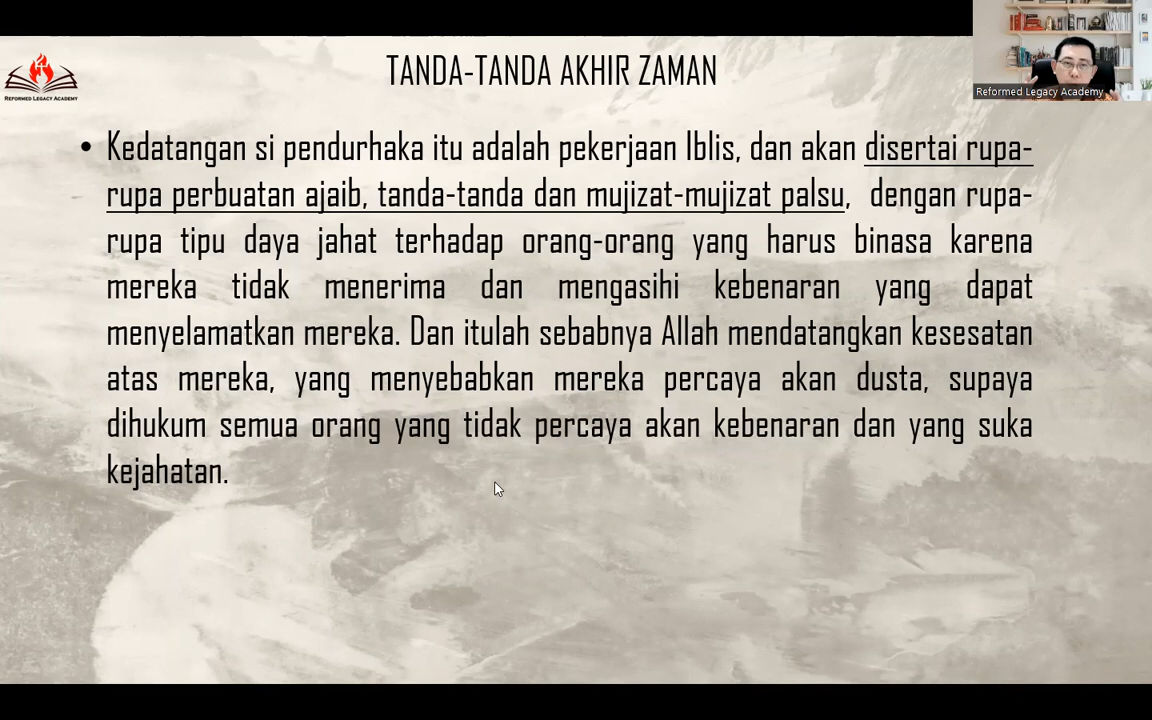 TANDA-TANDA AKHIR ZAMAN
REFORMED LEGACY ACADEMY
Reformed Legacy Academy
• Kedatangan si pendurhaka itu adalah pekerjaan Iblis, dan akan disertai rupa-
rupa perbuatan ajaib, tanda-tanda dan mujizat-mujizat palsu, dengan rupa-
rupa tipu daya jahat terhadap orang-orang yang harus binasa karena
mereka tidak menerima dan mengasihi kebenaran yang dapat
menyelamatkan mereka. Dan itulah sebabnya Allah mendatangkan kesesatan
atas mereka, yang menyebabkan mereka percaya akan dusta, supaya
dihukum semua orang yang tidak percaya akan kebenaran dan yang suka
kejahatan.